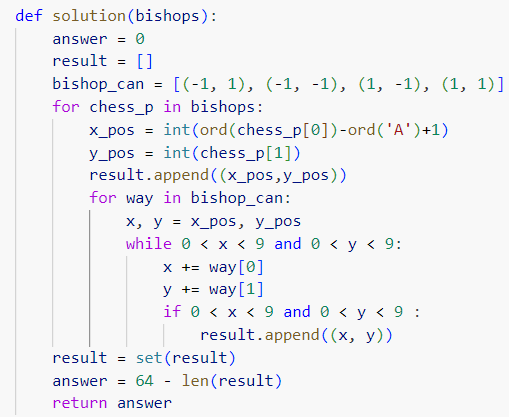 def solution(bishops):
    answer = 0
    result = []
    bishop_can = [(-1, 1), (-1, -1), (1, -1), (1, 1)]
    for chess_p in bishops:
        x_pos = int(ord(chess_p[0])-ord('A')+1)
        y_pos = int(chess_p[1])
        result.append((x_pos,y_pos))
        for way in bishop_can:
            x, y = x_pos, y_pos
            while 0 < x < 9 and 0 < y < 9:
                x += way[0]
                y += way[1]
                if 0 < x < 9 and 0 < y < 9 :
                    result.append((x, y))
    result = set(result)
    answer = 64 - len(result)
    return answer